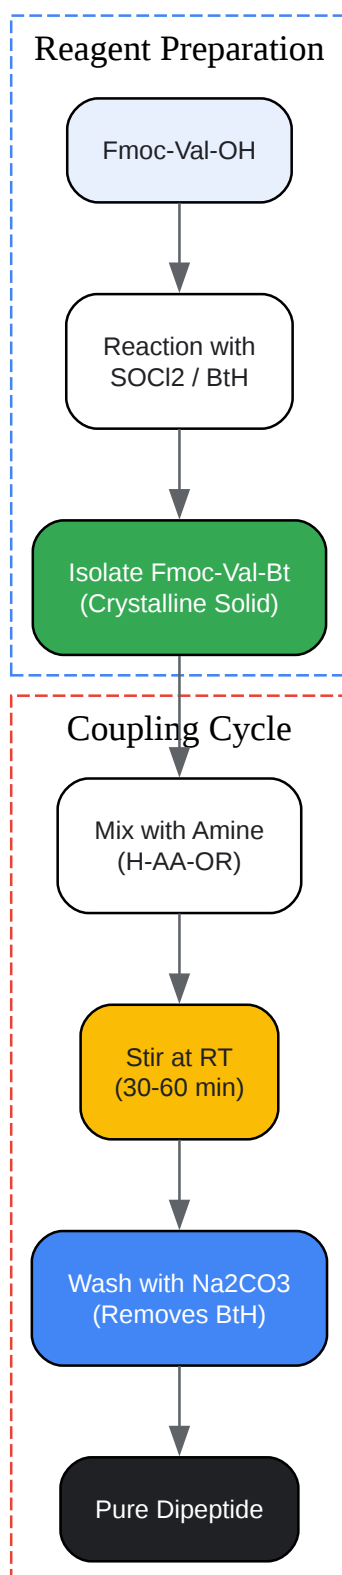 Reagent Preparation
Fmoc-Val-OH
Reaction with
SOCl2 / BtH
Isolate Fmoc-Val-Bt
(Crystalline Solid)
Coupling Cycle
Mix with Amine
(H-AA-OR)
Stir at RT
(30-60 min)
Wash with Na2CO3
(Removes BtH)
Pure Dipeptide